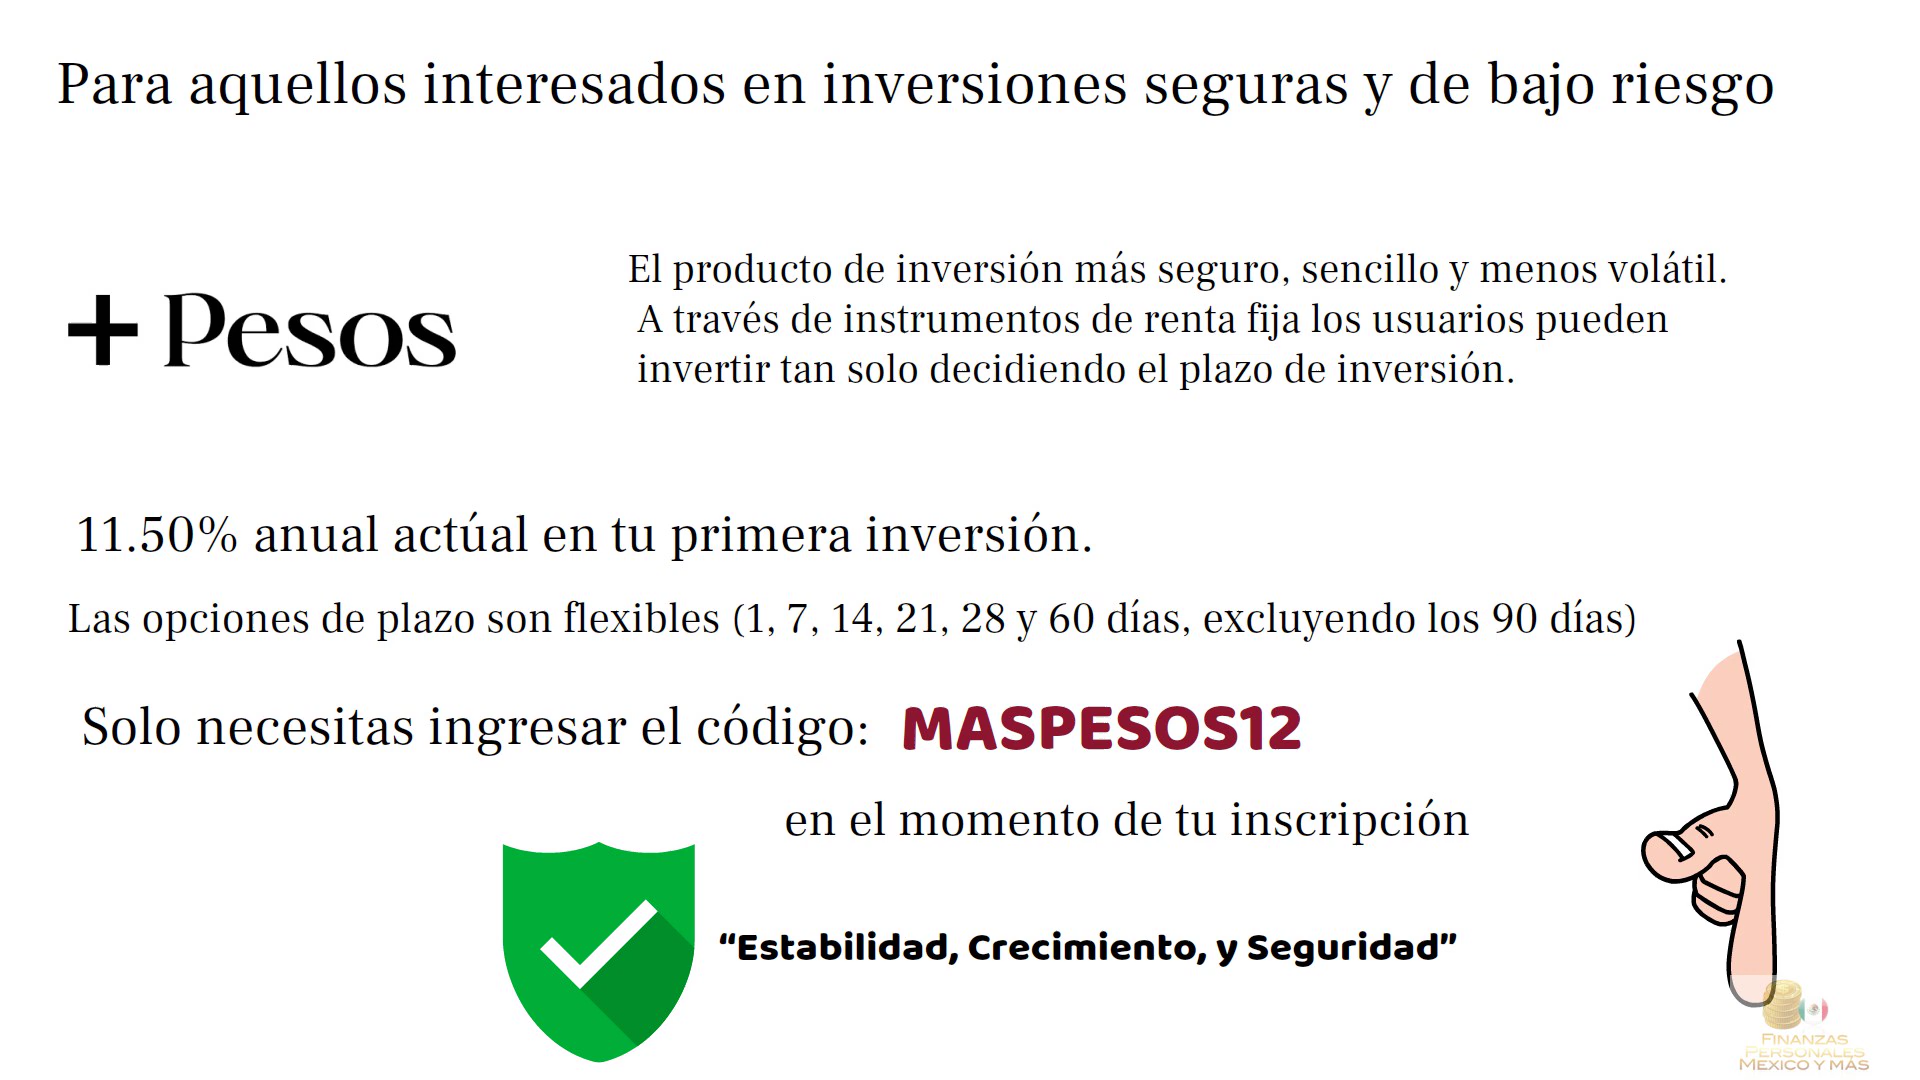 Para aquellos interesados en inversiones seguras y de bajo riesgo
+ Pesos
El producto de inversión más seguro, sencillo y menos volátil.
A través de instrumentos de renta fija los usuarios pueden
invertir tan solo decidiendo el plazo de inversión.
11.50% anual actúal en tu primera inversión.
Las opciones de plazo son flexibles (1, 7, 14, 21, 28 y 60 días, excluyendo los 90 días)
Solo necesitas ingresar el código: MASPESOS12
en el momento de tu inscripción
“Estabilidad, Crecimiento, y Seguridad”
FINANZAS
PERSONALES
MEXICO Y MÁS